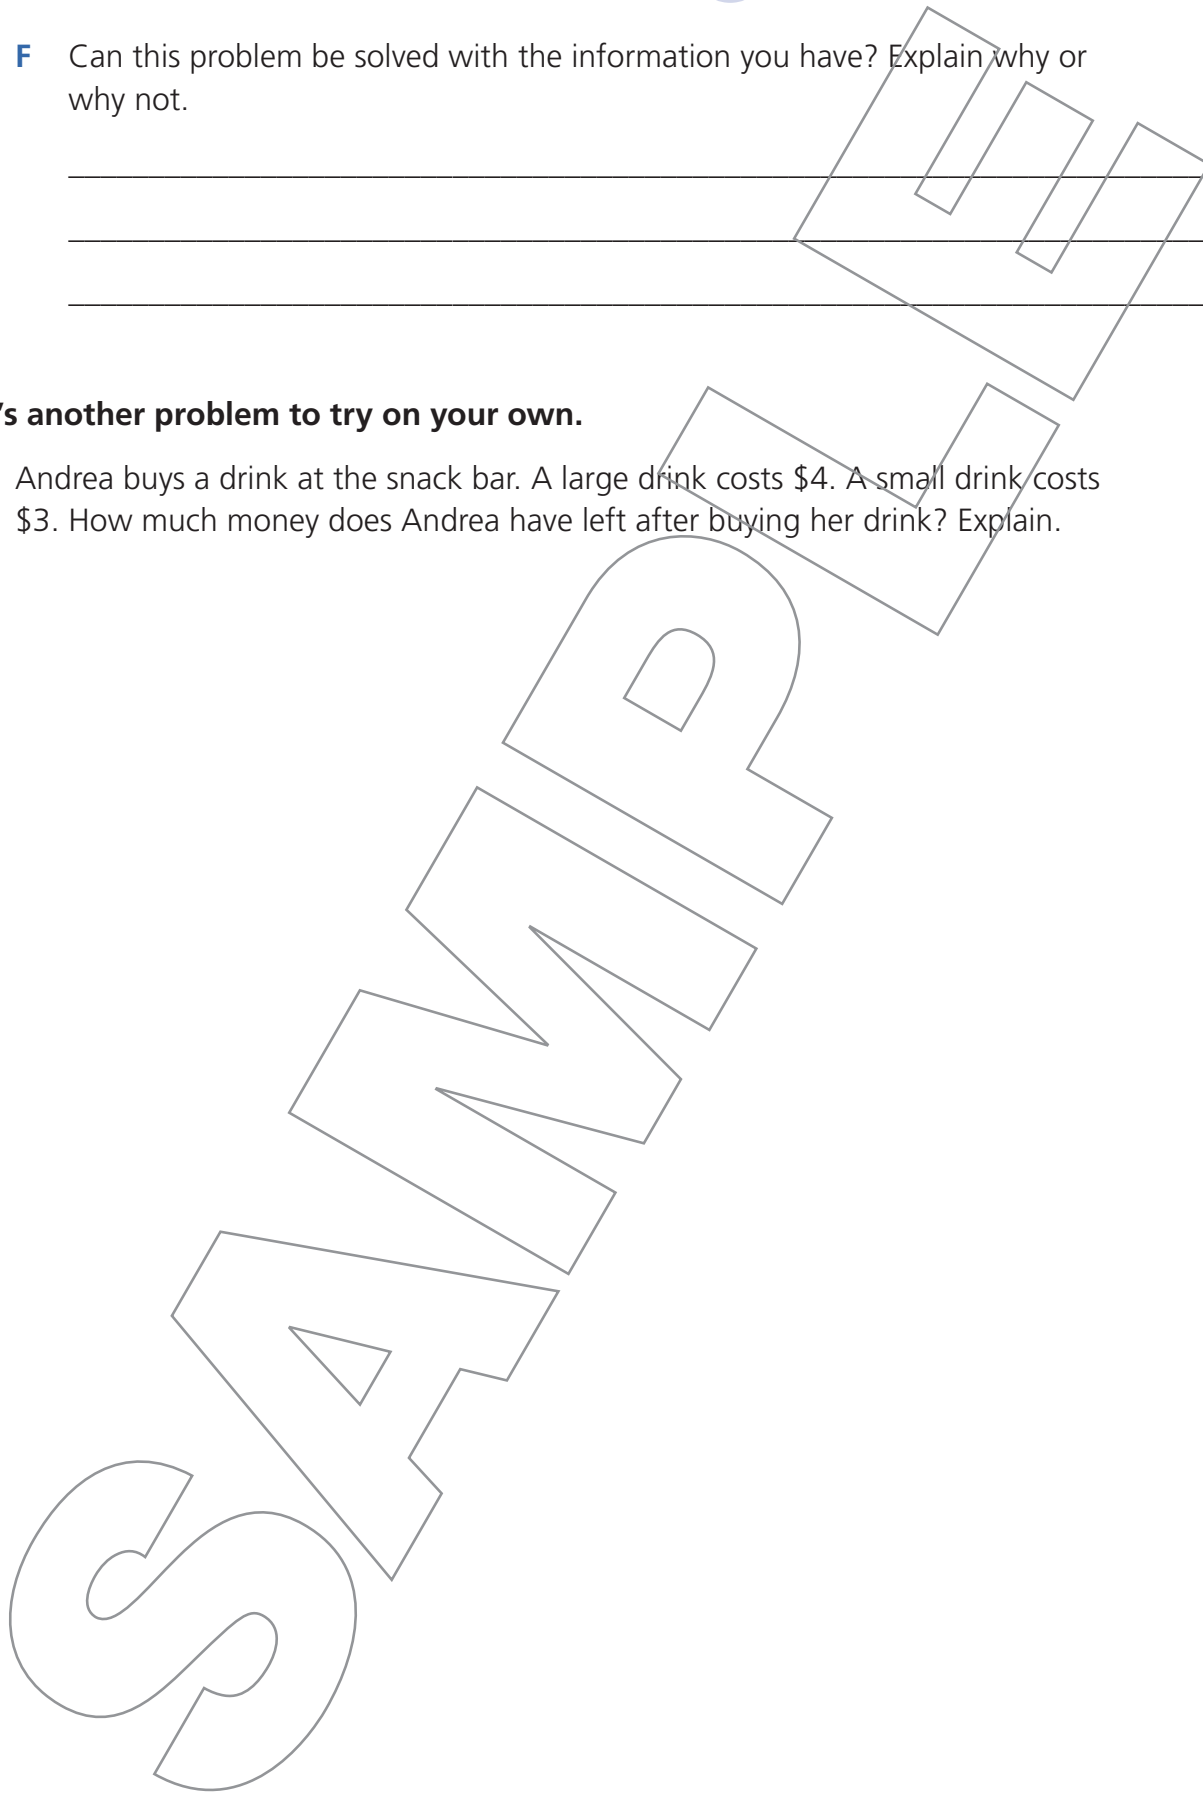 F Can this problem be solved with the information you have? Explain why or
why not.
's another problem to try on your own.
Andrea buys a drink at the snack bar. A large drink costs $4. A small drink costs
$3. How much money does Andrea have left after buying her drink? Explain.
SAMPLE